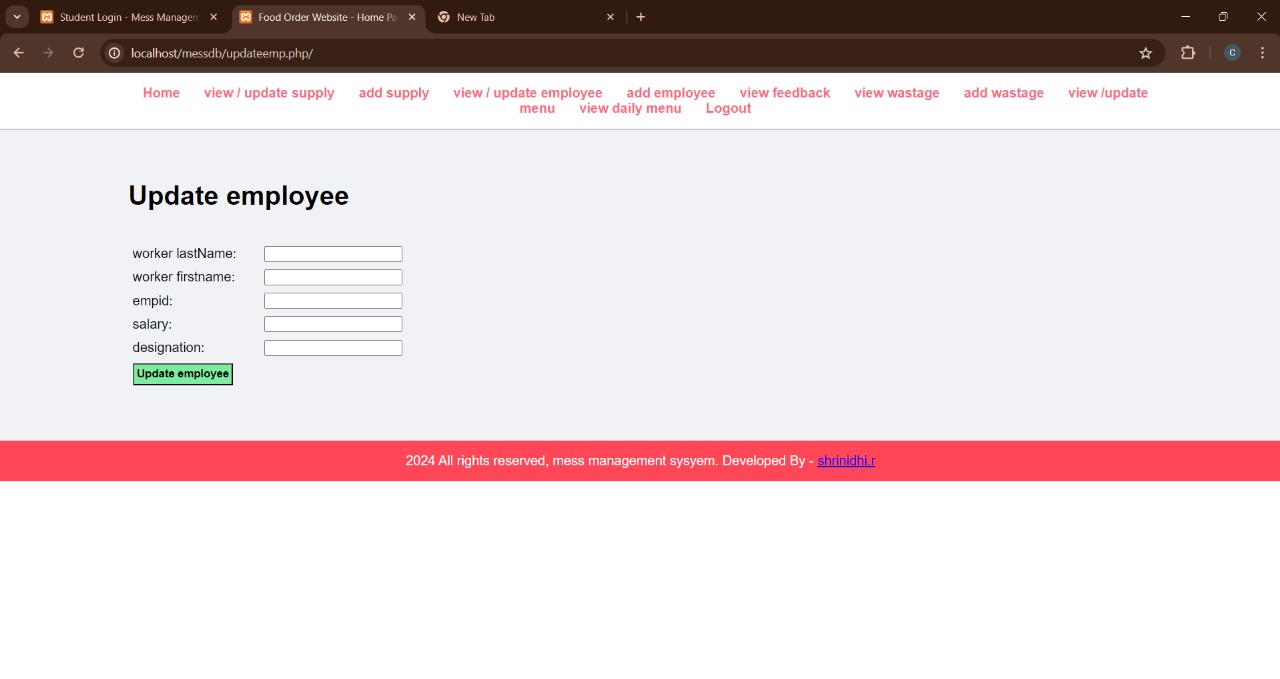 Student Login - Mess Managem
Food Order Website - Home Pa
New Tab
localhost/messdb/updateemp.php/
C
Home view / update supply add supply view / update employee add employee view feedback view wastage add wastage view /update
menu view daily menu Logout
Update employee
worker lastName:
worker firstname:
empid:
salary:
designation:
Update employee
2024 All rights reserved, mess management sysyem. Developed By - shrinidhi.r